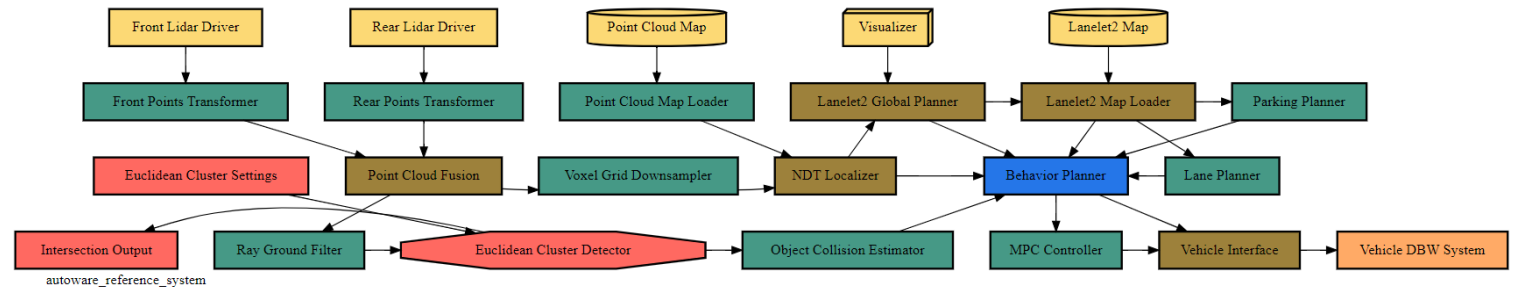 Front Lidar Driver
Rear Lidar Driver
Point Cloud Map
Visualizer
Lanelet2 Map
Front Points Transformer
Rear Points Transformer
Point Cloud Map Loader
Lanelet2 Global Planner
Lanelet2 Map Loader
Parking Planner
Euclidean Cluster Settings
Point Cloud Fusion
Voxel Grid Downsampler
NDT Localizer
Behavior Planner
Lane Planner
Intersection Output
Ray Ground Filter
Euclidean Cluster Detector
Object Collision Estimator
MPC Controller
Vehicle Interface
Vehicle DBW System
autoware_reference_system